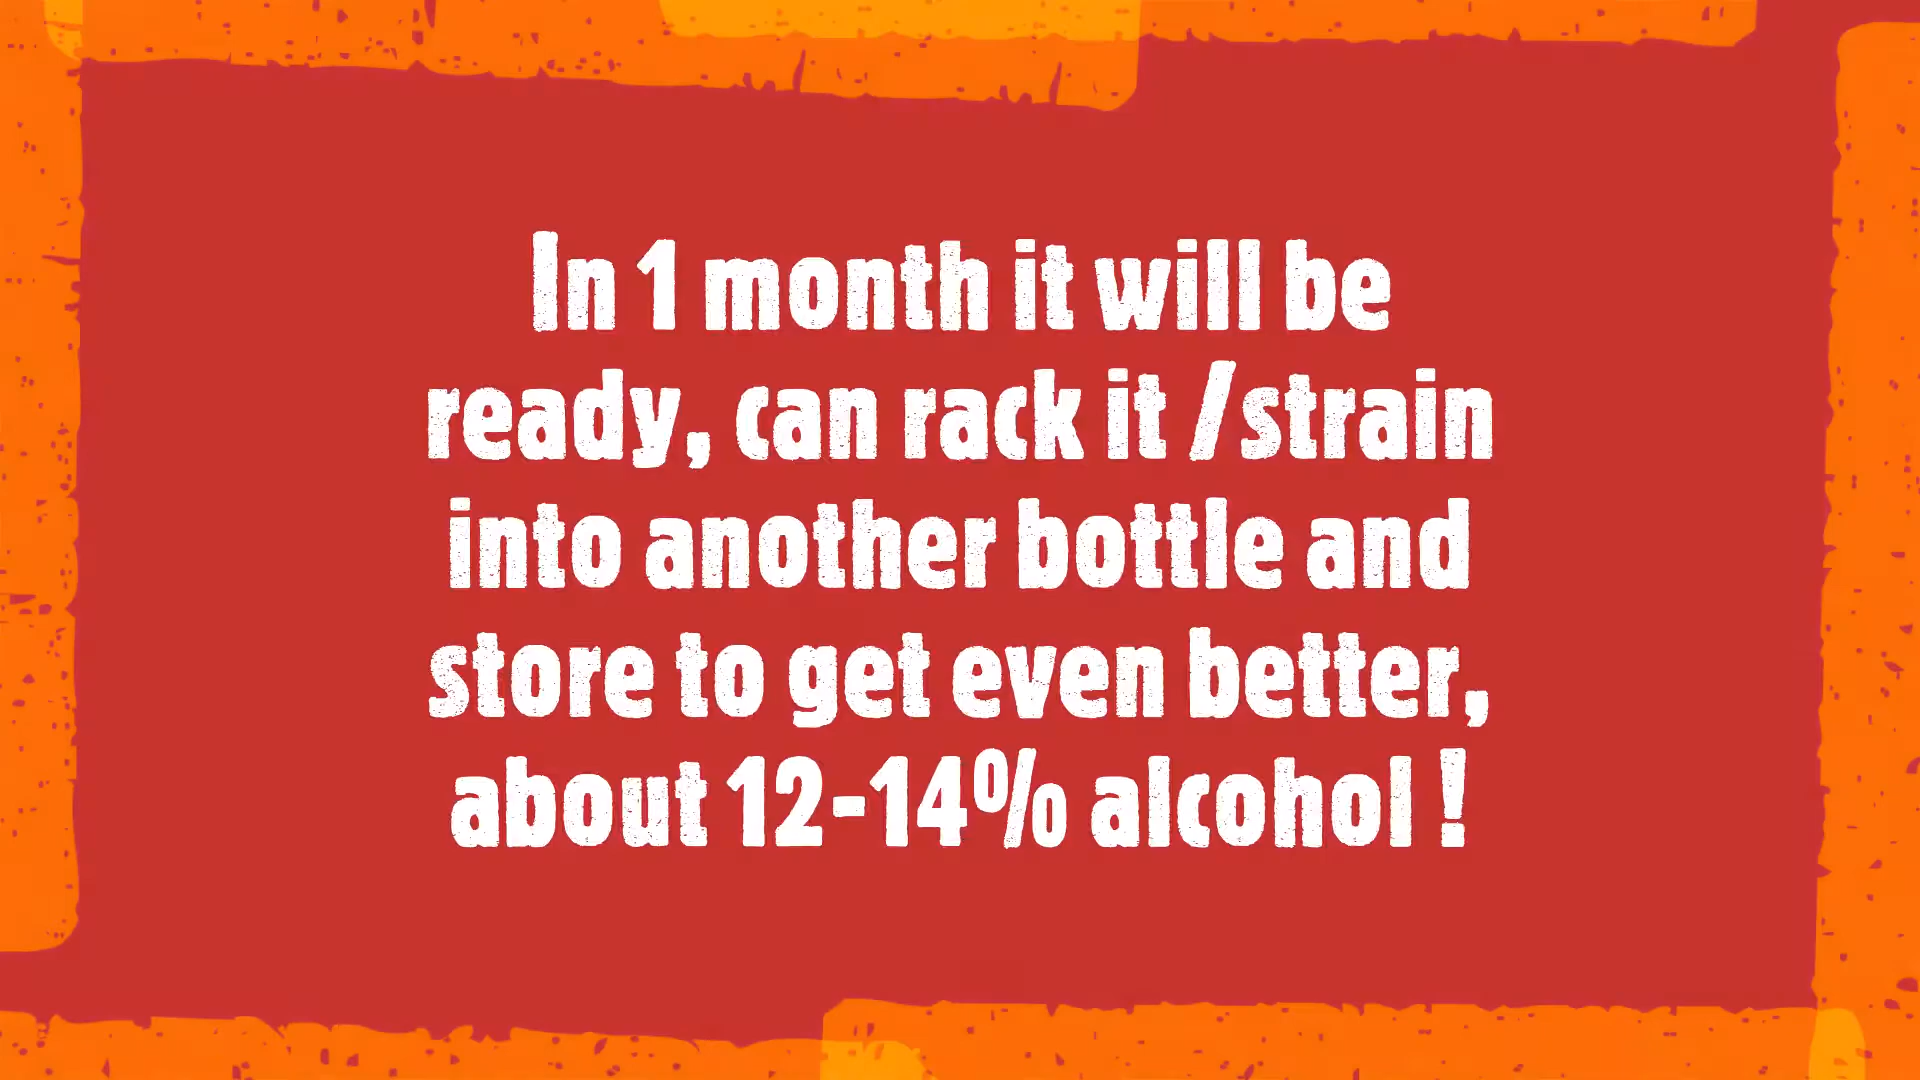 In 1 month it will be
ready, can rack it /strain
into another bottle and
store to get even better,
about 12-14% alcohol !